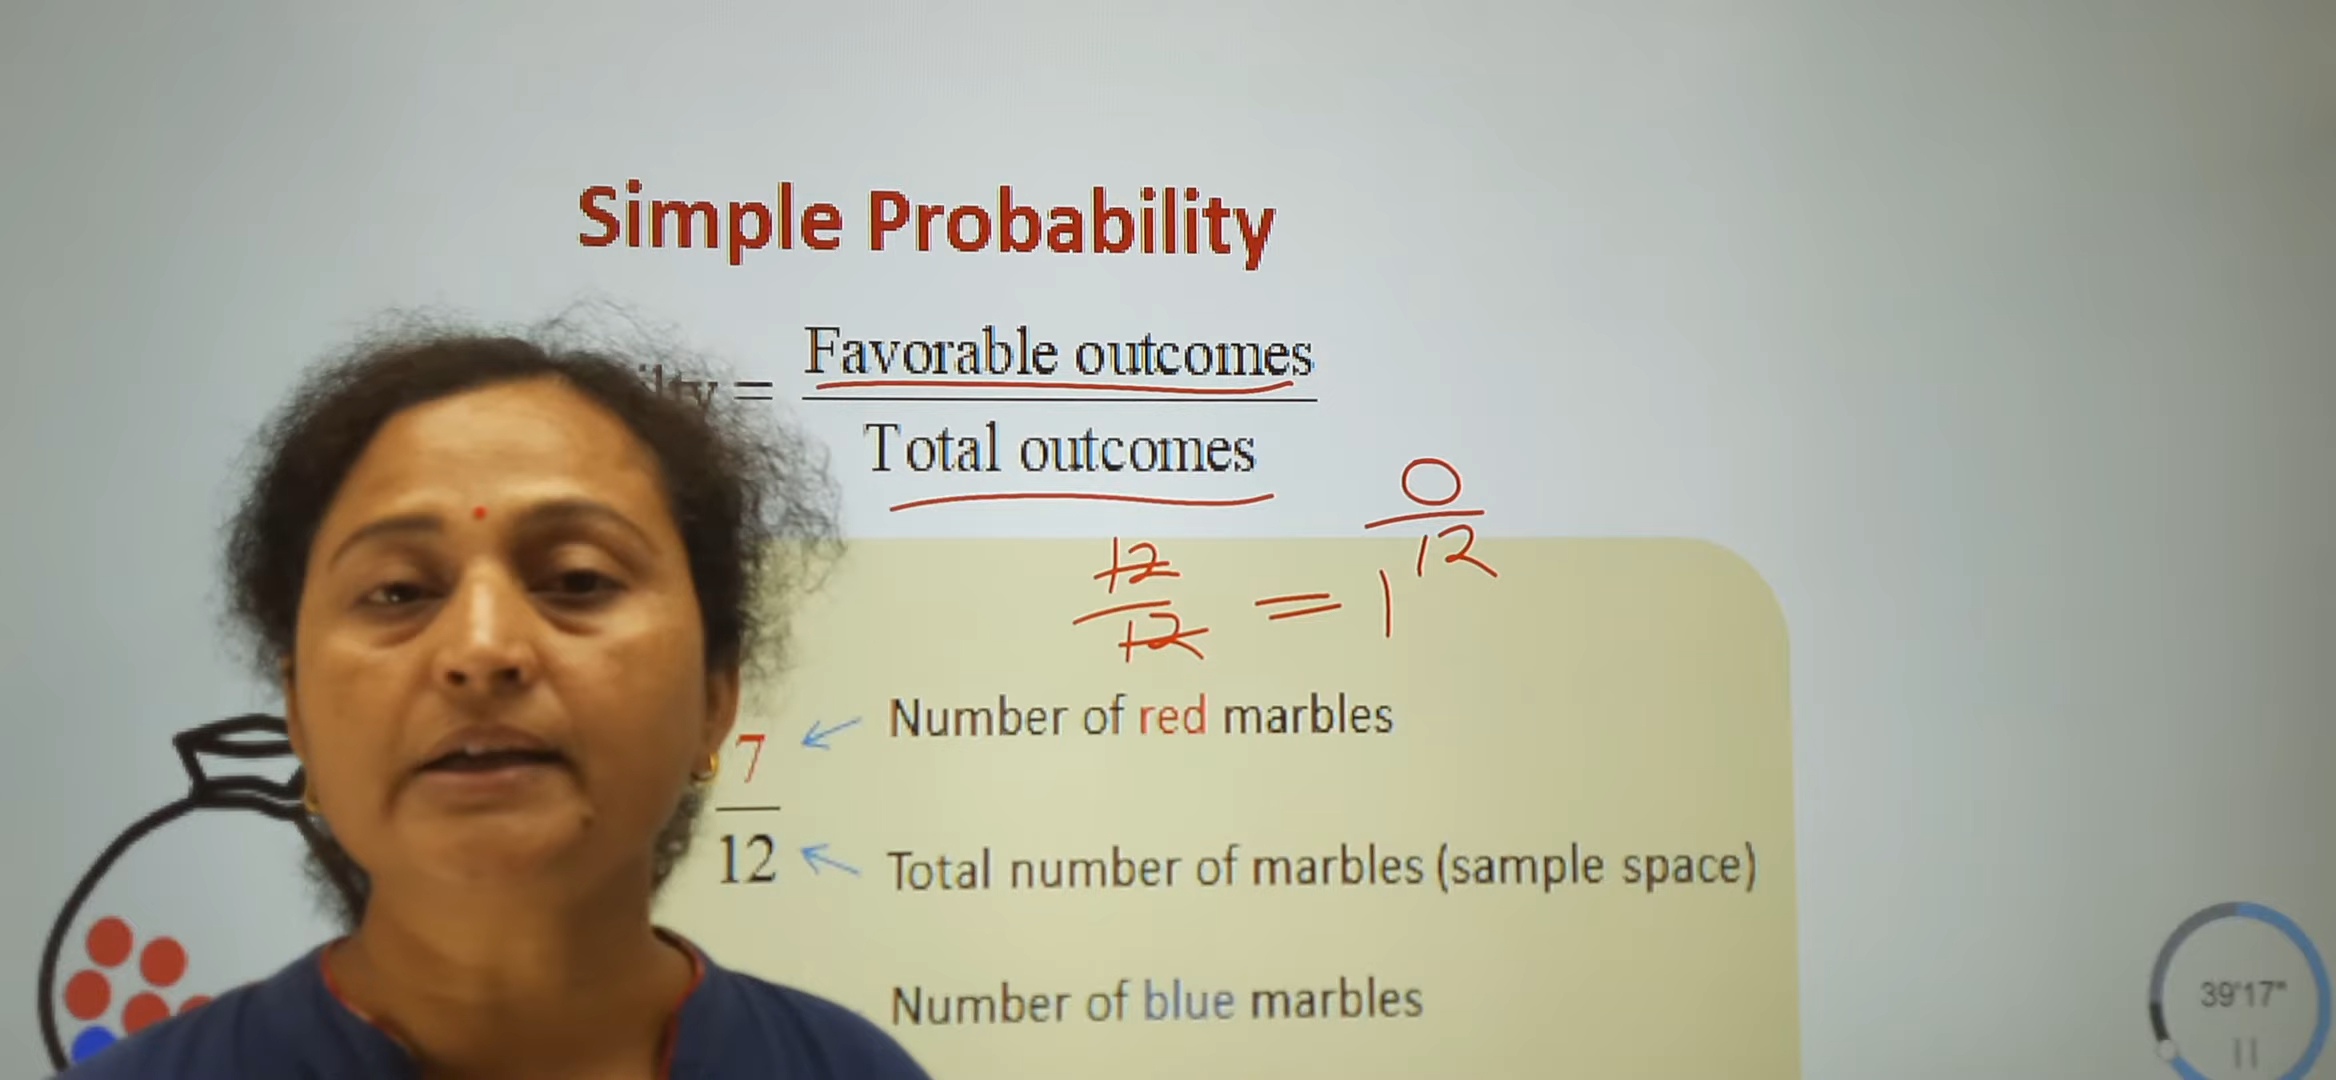 Simple Probability
ilty = Favorable outcomes
Total outcomes
0
12
12
12
= 1
7
Number of red marbles
12
Total number of marbles (sample space)
Number of blue marbles
39'17"